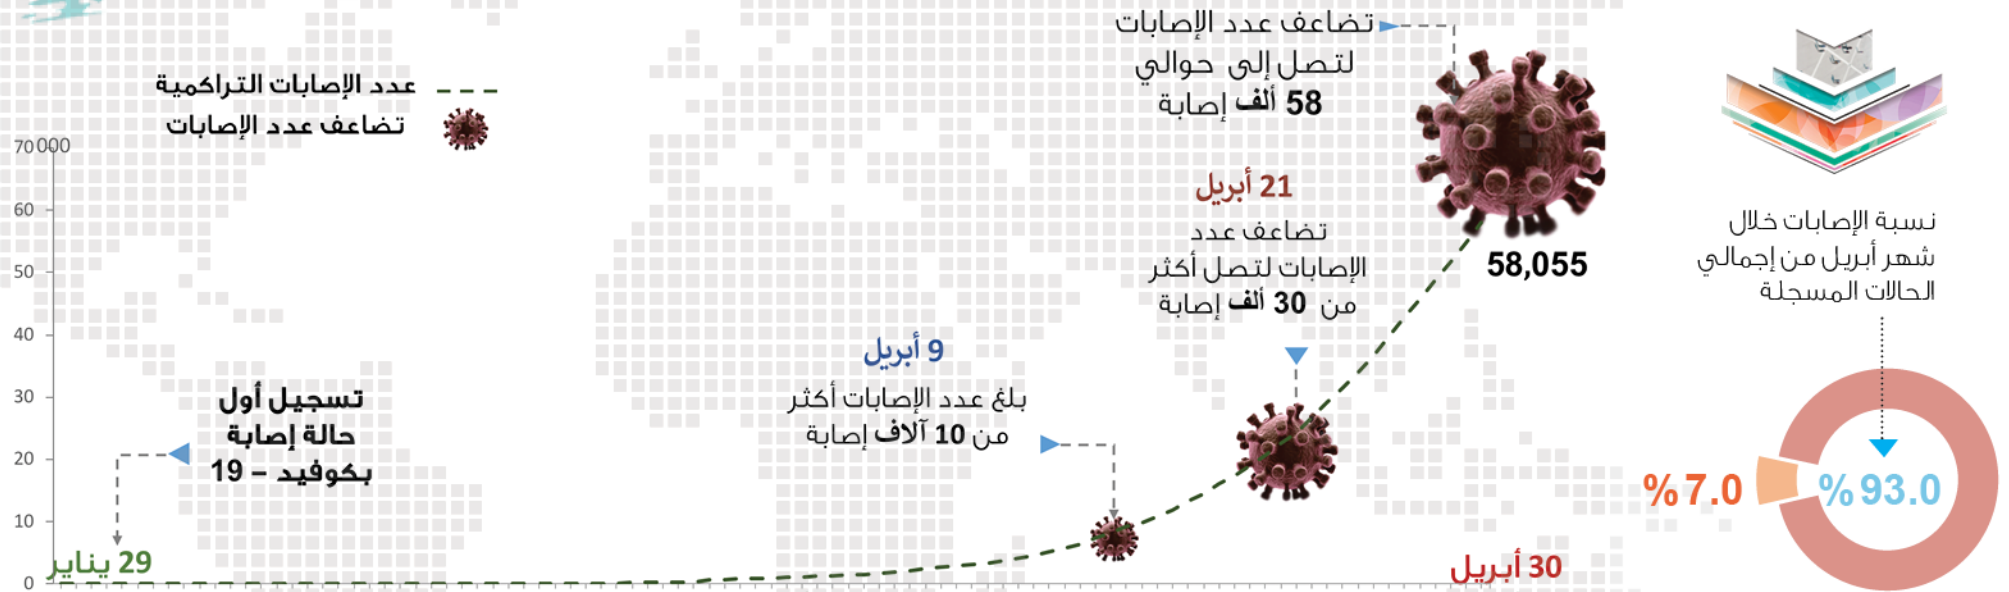 تضاعف عدد الإصابات
لتصل إلى حوالي
58 ألف إصابة
عدد الإصابات التراكمية
تضاعف عدد الإصابات
70000
60
50
40
30
20
10
0
21 أبريل
تضاعف عدد
الإصابات لتصل أكثر
من 30 ألف إصابة
58,055
نسبة الإصابات خلال
شهر أبريل من إجمالي
الحالات المسجلة
%93.0
%7.0
9 أبريل
بلغ عدد الإصابات أكثر
من 10 آلاف إصابة
تسجيل أول
حالة إصابة
بكوفيد – 19
29 يناير
30 أبريل